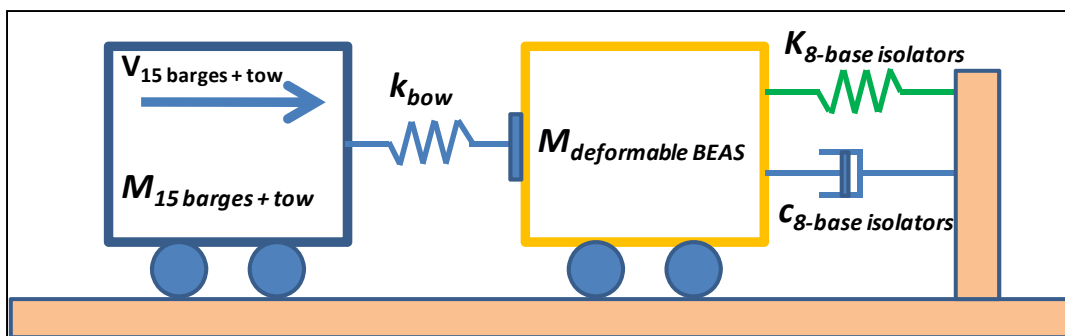 V15 barges + tow
kbow
K8-base isolators
Mdeformable BEAS
M15 barges + tow
c8-base isolators